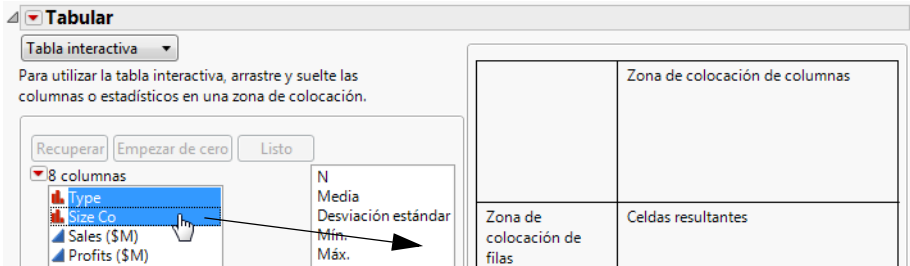 Tabular
Tabla interactiva
Para utilizar la tabla interactiva, arrastre y suelte las
columnas o estadísticos en una zona de colocación.
Recuperar Empezar de cero Listo
8 columnas
Type
Size Co
Sales ($M)
Profits ($M)
N
Media
Desviación estándar
Mín.
Máx.
Zona de colocación de columnas
Zona de
colocación de
filas
Celdas resultantes